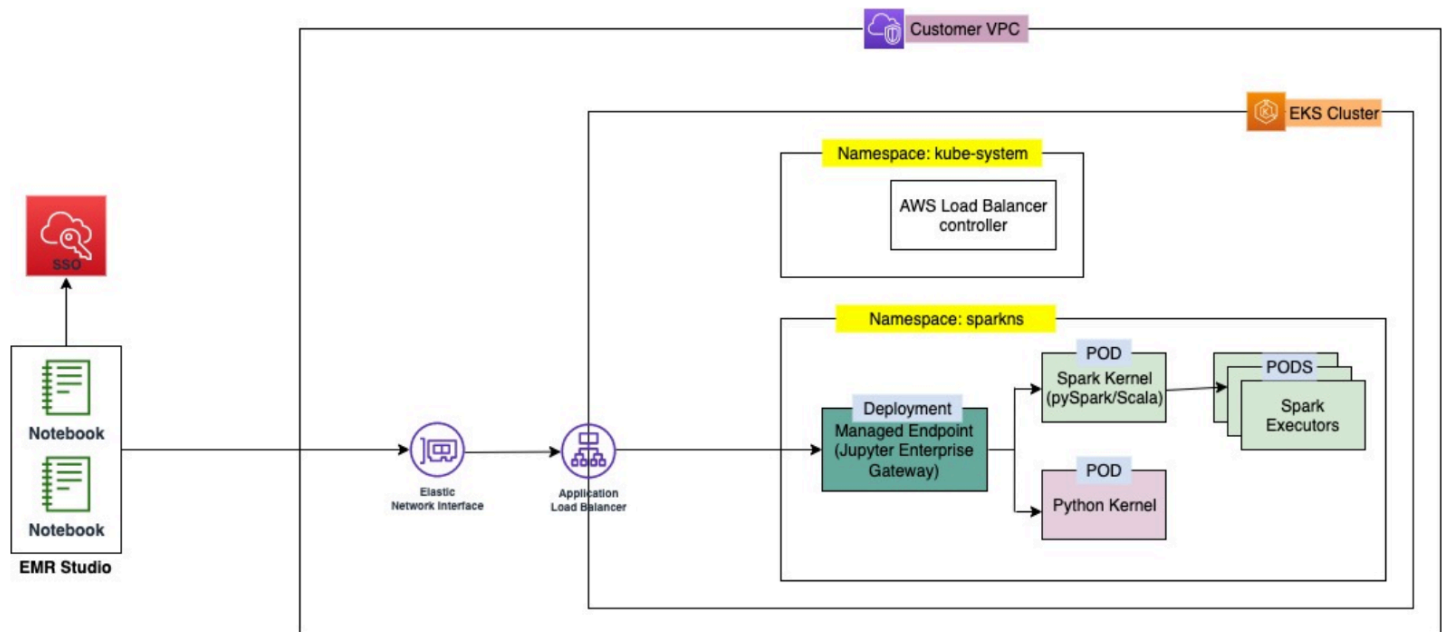 Customer VPC
EKS Cluster
Namespace: kube-system
AWS Load Balancer
controller
SSO
Namespace: sparkns
POD
Spark Kernel
(pySpark/Scala)
PODS
Spark
Executors
Deployment
Managed Endpoint
(Jupyter Enterprise
Gateway)
POD
Python Kernel
Notebook
Notebook
EMR Studio
Elastic
Network Interface
Application
Load Balancer